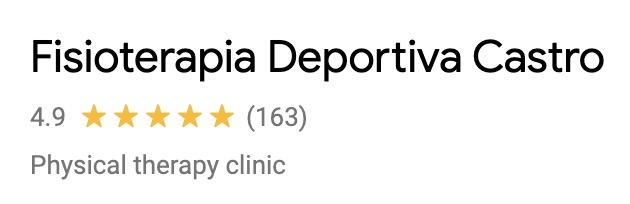 Fisioterapia Deportiva Castro
4.9 ★★★★★ (163)
Physical therapy clinic